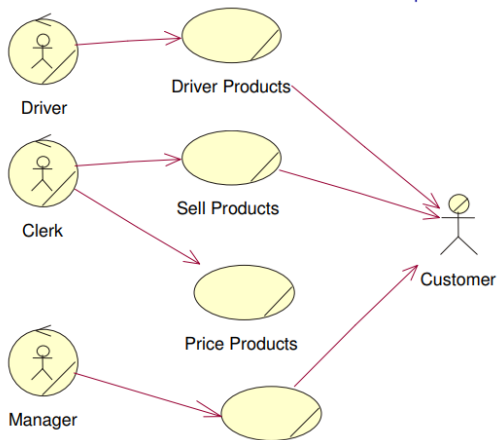 Driver
Driver Products
Clerk
Sell Products
Customer
Price Products
Manager